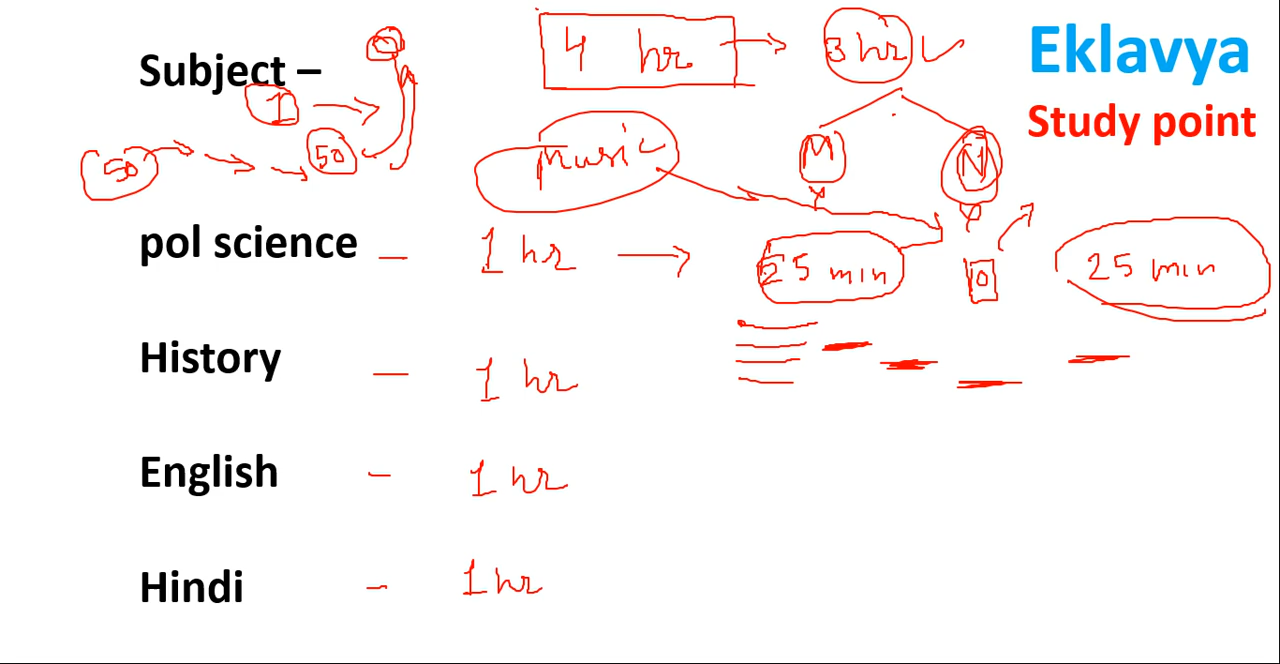 4 hr 3 hr Eklavya
Subject –
1 Study point
50 50 Music M N
pol science – 1 hr 25 min 10 25 min
History – 1 hr
English – 1 hr
Hindi – 1 hr